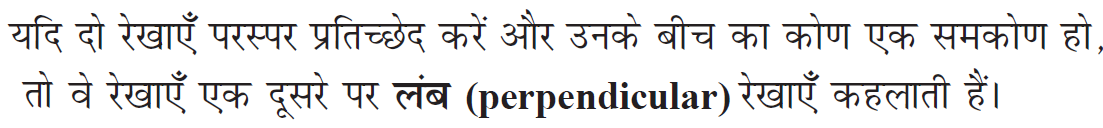 यदि दो रेखाएँ परस्पर प्रतिच्छेद करें और उनके बीच का कोण एक समकोण हो,
तो वे रेखाएँ एक दूसरे पर लंब (perpendicular) रेखाएँ कहलाती हैं।